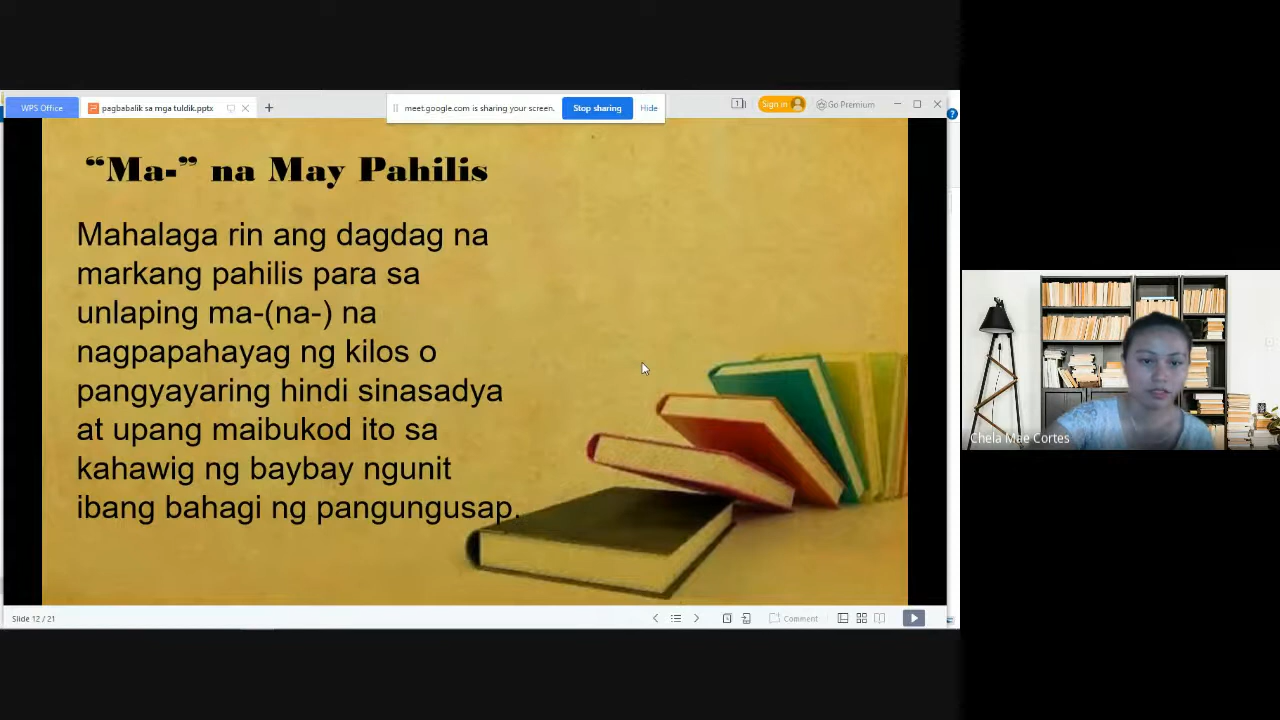 WPS Office
pagbabalik sa mga tuldik.pptx
meet.google.com is sharing your screen.
Stop sharing
Hide
1
Sign in
Go Premium
“Ma-” na May Pahilis
Mahalaga rin ang dagdag na
markang pahilis para sa
unlaping ma-(na-) na
nagpapahayag ng kilos o
pangyayaring hindi sinasadya
at upang maibukod ito sa
kahawig ng baybay ngunit
ibang bahagi ng pangungusap.
Chela Mae Cortes
Slide 12 / 21
Comment